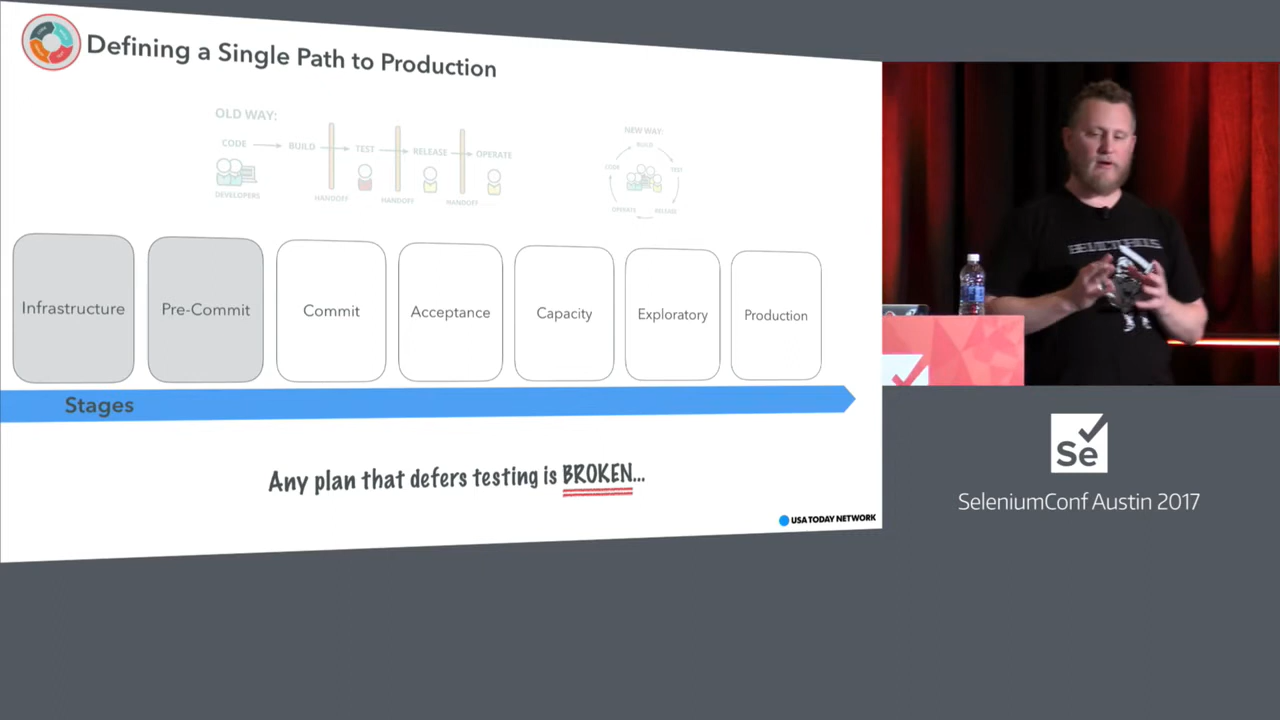 Defining a Single Path to Production
OLD WAY:
CODE
BUILD
TEST
RELEASE
OPERATE
DEVELOPERS
HANDOFF
HANDOFF
HANDOFF
NEW WAY:
BUILD
CODE
TEST
OPERATE
RELEASE
Infrastructure
Pre-Commit
Commit
Acceptance
Capacity
Exploratory
Production
Stages
Any plan that defers testing is BROKEN...
USA TODAY NETWORK
Se
SeleniumConf Austin 2017